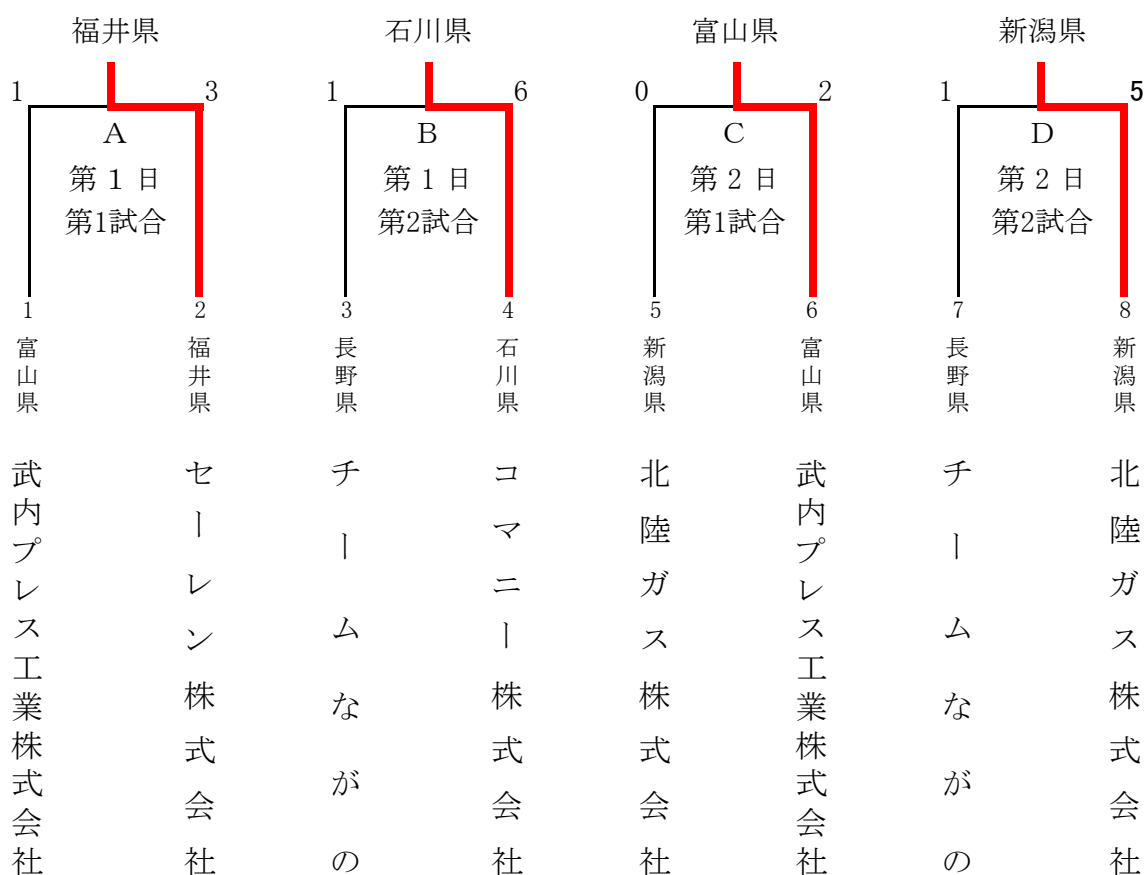 福井県
石川県
富山県
新潟県
1
3
1
6
0
2
1
5
A
B
C
D
第 1 日
第 1 日
第 2 日
第 2 日
第1試合
第2試合
第1試合
第2試合
1
2
3
4
5
6
7
8
富山県
福井県
長野県
石川県
新潟県
富山県
長野県
新潟県
武内プレス工業株式会社
セーレン株式会社
チームながの
コマニー株式会社
北陸ガス株式会社
武内プレス工業株式会社
チームながの
北陸ガス株式会社